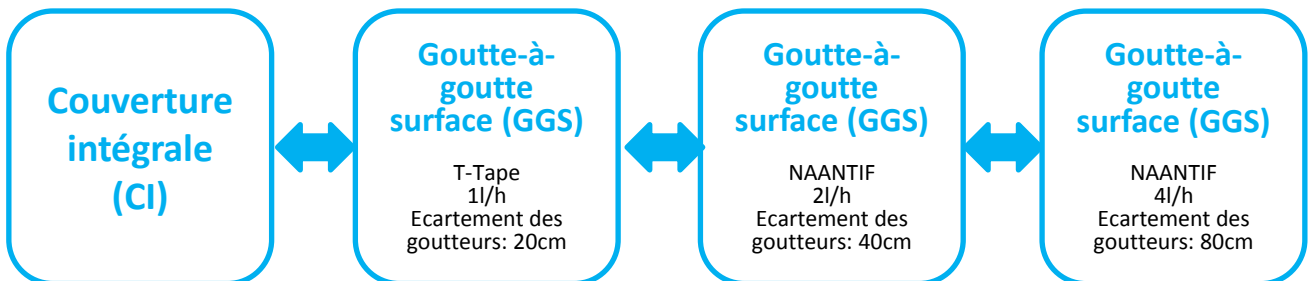 Couverture
intégrale
(CI)
Goutte-à-
goutte
surface (GGS)
T-Tape
1l/h
Ecartement des
goutteurs: 20cm
Goutte-à-
goutte
surface (GGS)
NAANTIF
2l/h
Ecartement des
goutteurs: 40cm
Goutte-à-
goutte
surface (GGS)
NAANTIF
4l/h
Ecartement des
goutteurs: 80cm